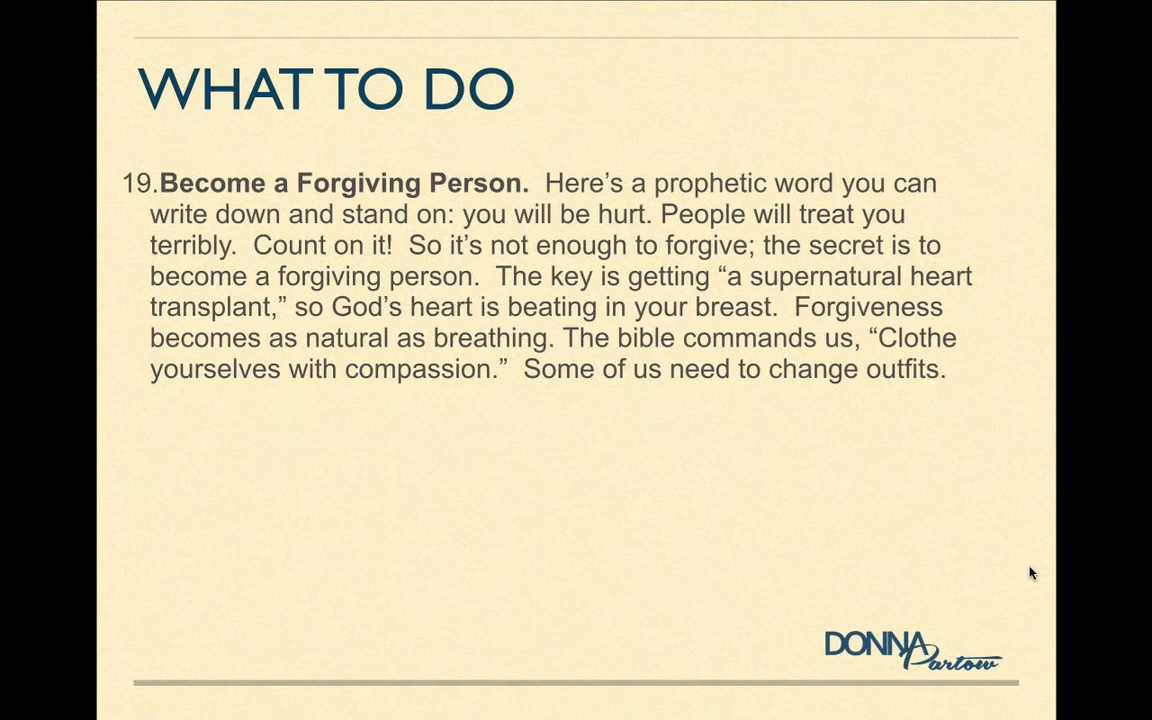 WHAT TO DO
19.Become a Forgiving Person.  Here’s a prophetic word you can
write down and stand on: you will be hurt. People will treat you
terribly.  Count on it!  So it’s not enough to forgive; the secret is to
become a forgiving person.  The key is getting “a supernatural heart
transplant,” so God’s heart is beating in your breast.  Forgiveness
becomes as natural as breathing. The bible commands us, “Clothe
yourselves with compassion.”  Some of us need to change outfits.
DONNA
Partow